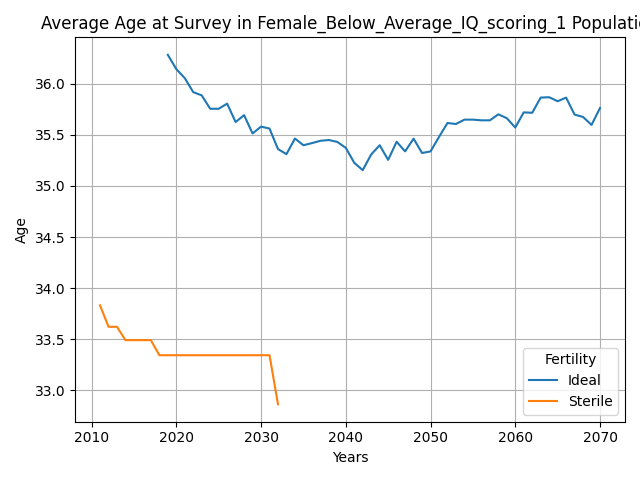 Average Age at Survey in Female_Below_Average_IQ_scoring_1 Populatio
36.0
35.5
35.0
34.5
34.0
33.5
33.0
Age
2010 2020 2030 2040 2050 2060 2070
Years
Fertility
Ideal
Sterile